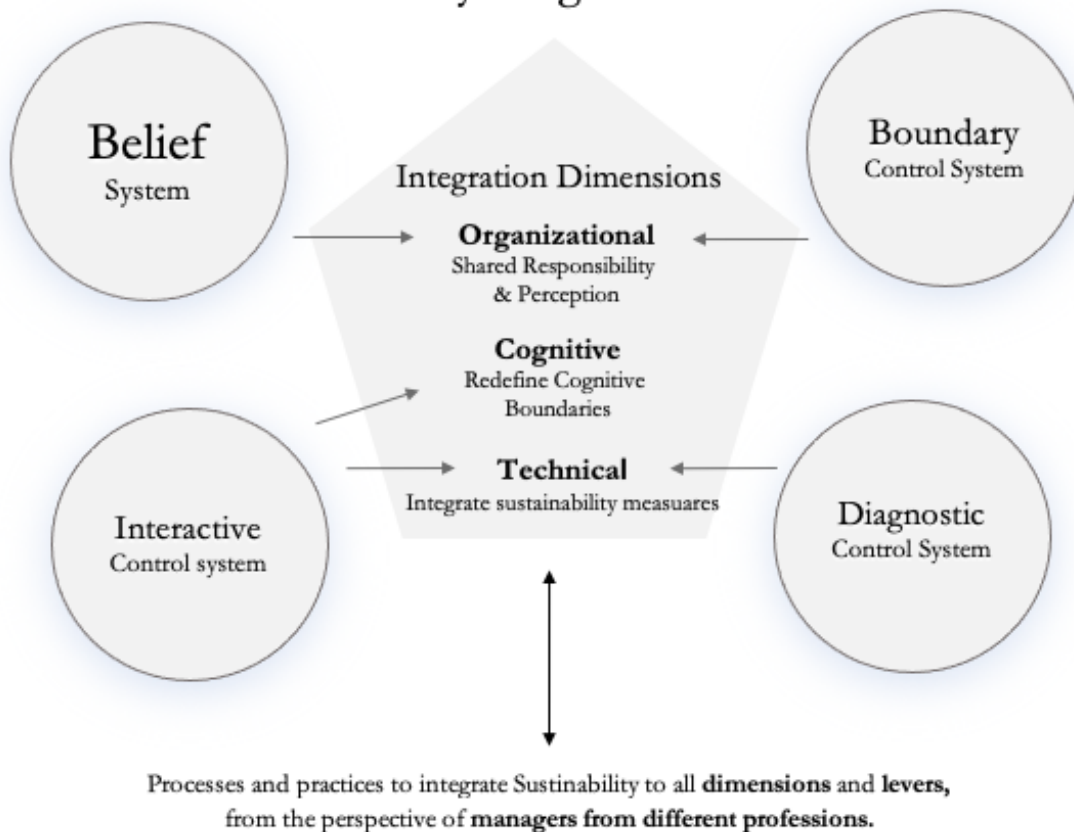 Belief
System
Boundary
Control System
Integration Dimensions
Organizational
Shared Responsibility
& Perception
Cognitive
Redefine Cognitive
Boundaries
Technical
Integrate sustainability measuares
Interactive
Control system
Diagnostic
Control System
Processes and practices to integrate Sustinability to all dimensions and levers,
from the perspective of managers from different professions.